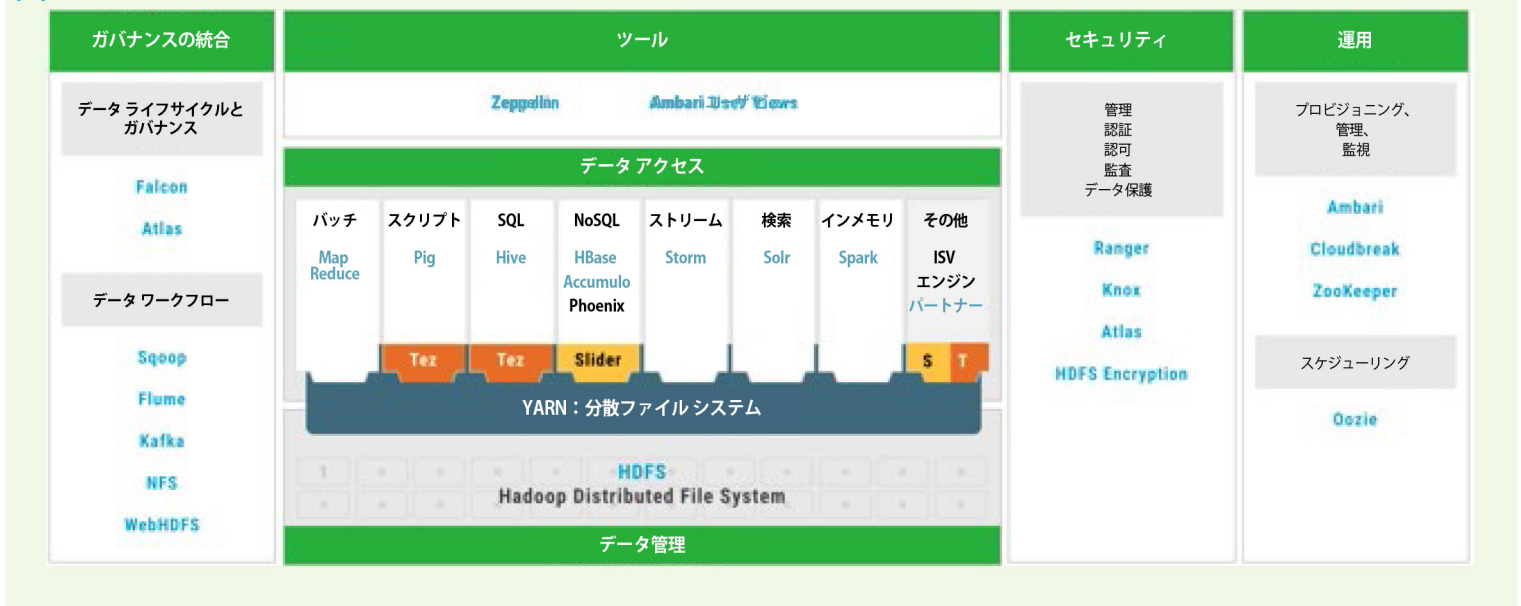 ガバナンスの統合
データ ライフサイクルと
ガバナンス
Falcon
Atlas
データ ワークフロー
Sqoop
Flume
Kafka
NFS
WebHDFS
ツール
Zeppelin
Ambari User Views
データ アクセス
バッチ
Map
Reduce
スクリプト
Pig
SQL
Hive
NoSQL
HBase
Accumulo
Phoenix
ストリーム
Storm
検索
Solr
インメモリ
Spark
その他
ISV
エンジン
パートナー
Tez
Tez
Slider
S
T
YARN：分散ファイル システム
1
HDFS
Hadoop Distributed File System
データ管理
セキュリティ
管理
認証
認可
監査
データ保護
Ranger
Knox
Atlas
HDFS Encryption
運用
プロビジョニング、
管理、
監視
Ambari
Cloudbreak
ZooKeeper
スケジューリング
Oozie